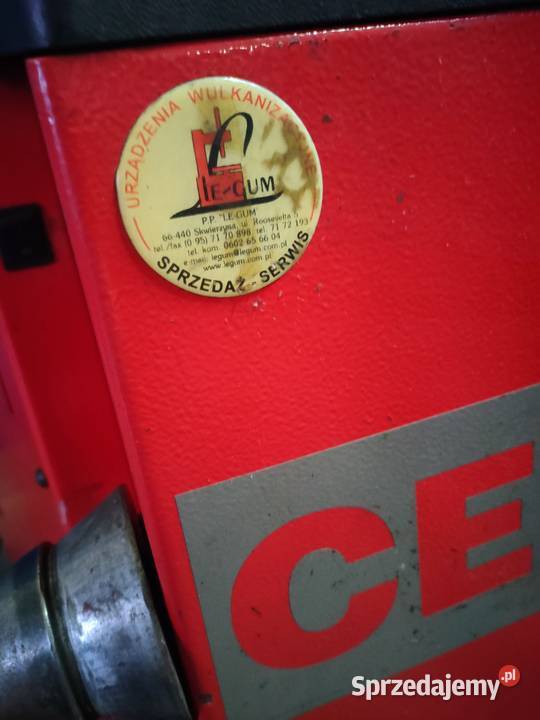 URZĄDZENIA WULKANIZACYJNE
LE-GUM
P.P. "LE-GUM"
66-440 Skwierzyna, ul. Roosevelta
tel./fax (0 95) 71 70 898 tel. 71 72 193
tel. kom. 0602 65 66 04
e-mail: legum@legum.com.pl
www.legum.com.pl
SPRZEDAŻ - SERWIS
CE
Sprzedajemy.pl